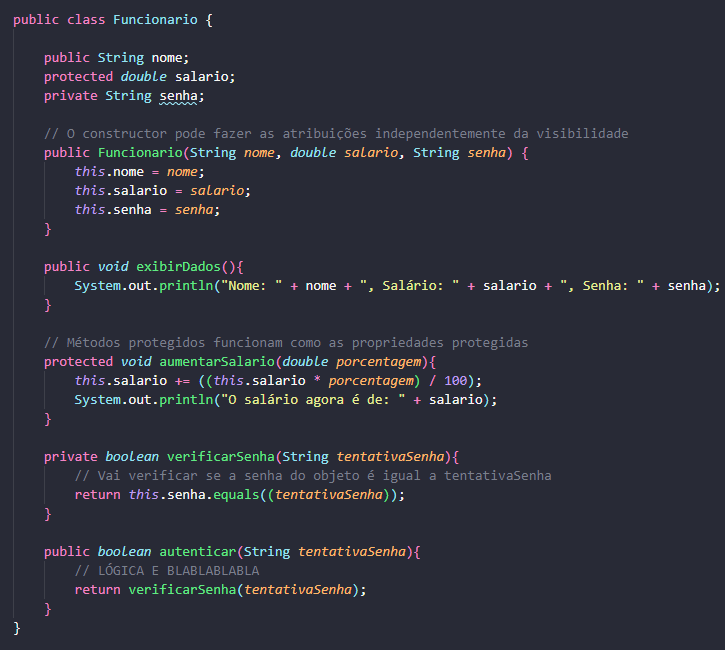 public class Funcionario {
public String nome;
protected double salario;
private String senha;
// O constructor pode fazer as atribuições independentemente da visibilidade
public Funcionario(String nome, double salario, String senha) {
this.nome = nome;
this.salario = salario;
this.senha = senha;
}
public void exibirDados(){
System.out.println("Nome: " + nome + ", Salário: " + salario + ", Senha: " + senha);
}
// Métodos protegidos funcionam como as propriedades protegidas
protected void aumentarSalario(double porcentagem){
this.salario += ((this.salario * porcentagem) / 100);
System.out.println("O salário agora é de: " + salario);
}
private boolean verificarSenha(String tentativaSenha){
// Vai verificar se a senha do objeto é igual a tentativaSenha
return this.senha.equals((tentativaSenha));
}
public boolean autenticar(String tentativaSenha){
// LÓGICA E BLABLABLABLA
return verificarSenha(tentativaSenha);
}
}